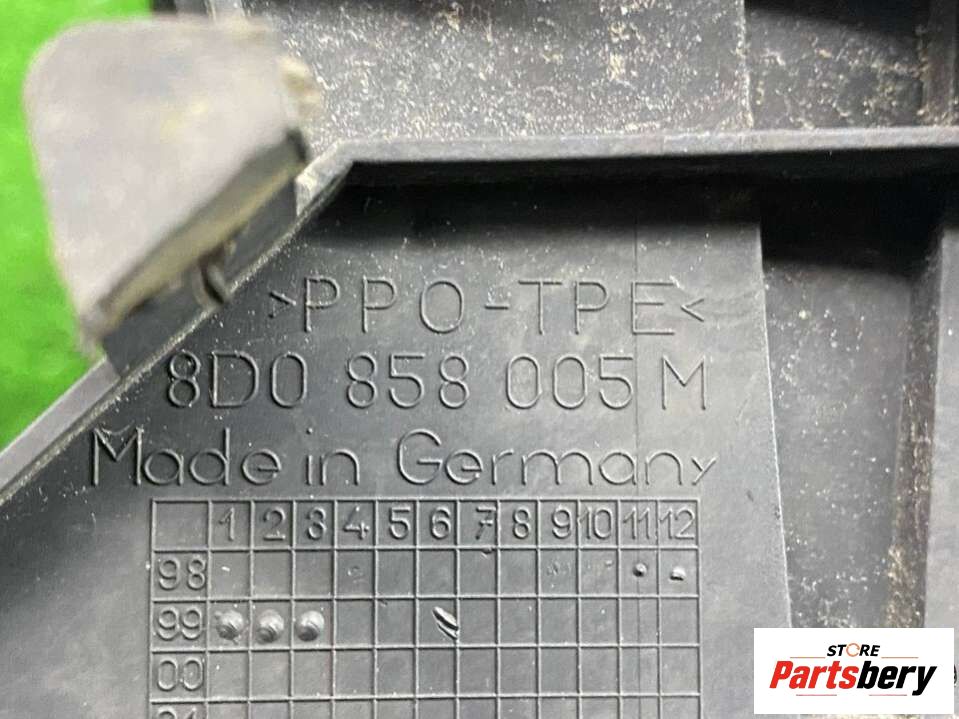 >PPO-TPE<
8D0 858 005 M
Made in Germany
1 2 3 4 5 6 7 8 9 10 11 12
98
99
00
STORE
Partsbery